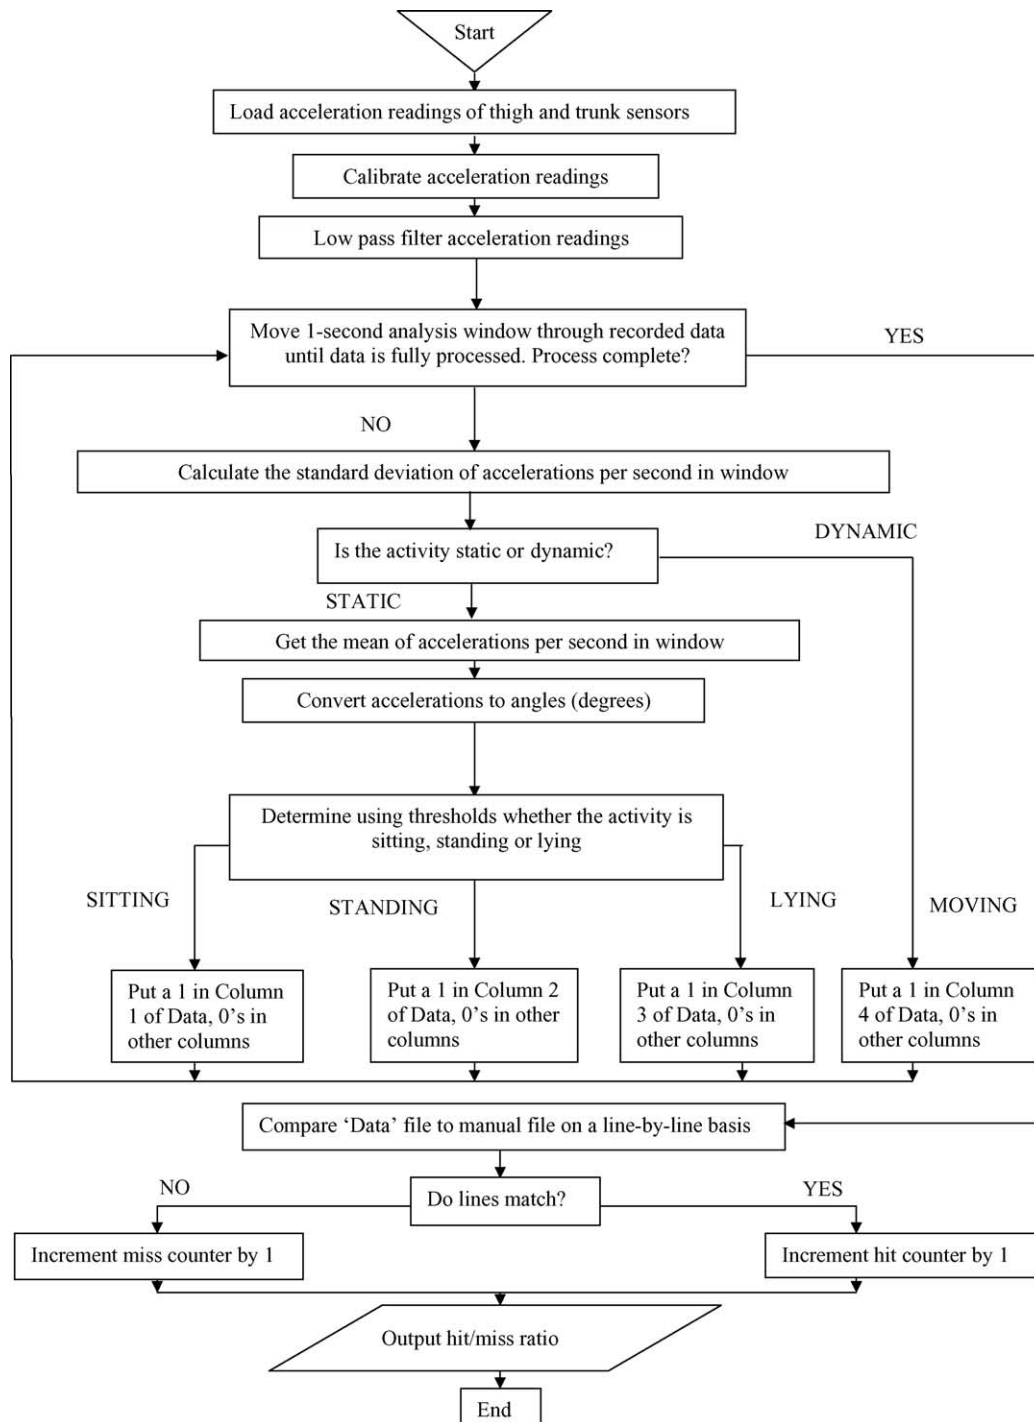 Start
Load acceleration readings of thigh and trunk sensors
Calibrate acceleration readings
Low pass filter acceleration readings
Move 1-second analysis window through recorded data
until data is fully processed. Process complete?
YES
NO
Calculate the standard deviation of accelerations per second in window
DYNAMIC
Is the activity static or dynamic?
STATIC
Get the mean of accelerations per second in window
Convert accelerations to angles (degrees)
Determine using thresholds whether the activity is
sitting, standing or lying
SITTING
STANDING
LYING
MOVING
Put a 1 in Column
1 of Data, 0’s in
other columns
Put a 1 in Column 2
of Data, 0’s in other
columns
Put a 1 in Column
3 of Data, 0’s in
other columns
Put a 1 in Column
4 of Data, 0’s in
other columns
Compare ‘Data’ file to manual file on a line-by-line basis
NO
Do lines match?
YES
Increment miss counter by 1
Increment hit counter by 1
Output hit/miss ratio
End